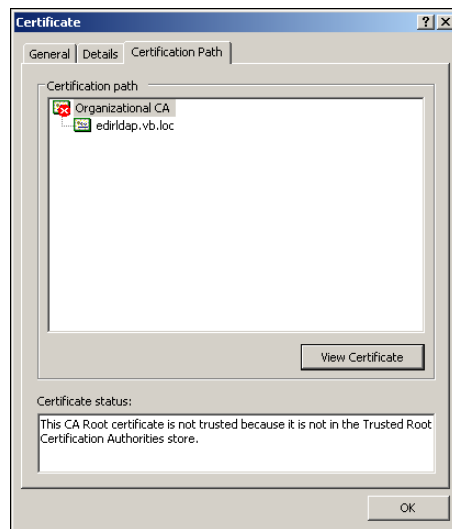 Certificate
General Details Certification Path
Certification path
Organizational CA
edirldap.vb.loc
View Certificate
Certificate status:
This CA Root certificate is not trusted because it is not in the Trusted Root
Certification Authorities store.
OK